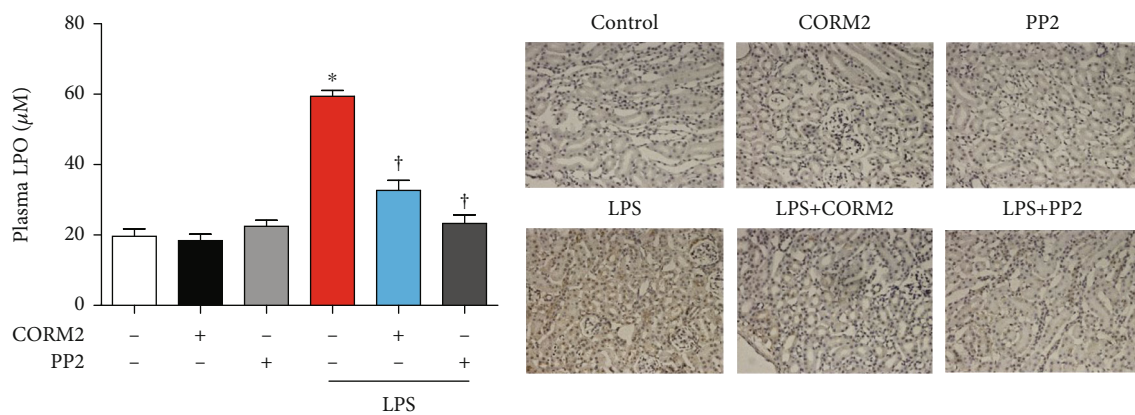 Plasma LPO (μM)
80
60
40
20
0
*
†
†
CORM2 – + – – + –
PP2 – – + – – +
LPS
Control CORM2 PP2
LPS LPS+CORM2 LPS+PP2